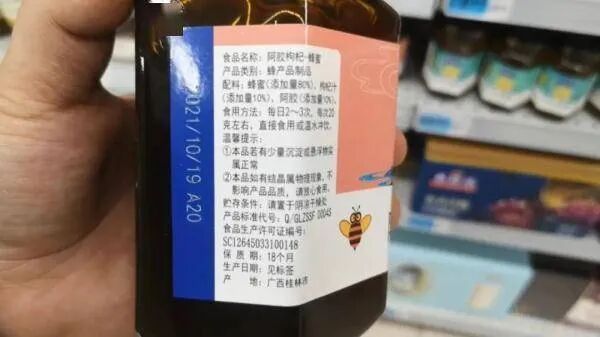 食品名称：阿胶枸杞-蜂蜜
产品类别：蜂产品制品
配料：蜂蜜(添加量80%)、枸杞汁
(添加量10%)、阿胶(添加量10%)。
食用方法：每日2～3次，每次20
克左右，直接食用或温水冲饮。
温馨提示：
①本品若有少量沉淀或悬浮物实
属正常
②本品如有结晶属物理现象，不
影响产品品质，请放心食用。
贮存条件：请置于阴凉干燥处
产品标准代号：Q/GLZSSF 0004S
食品生产许可证编号：
SC12645033100148
保 质 期：18个月
生产日期：见标签
产 地：广西桂林市
2021/10/19 A20